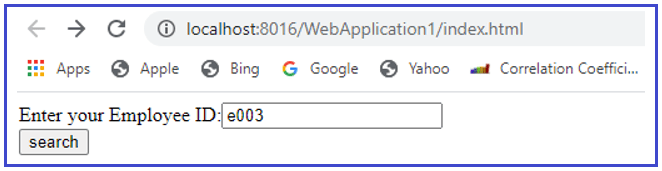 localhost:8016/WebApplication1/index.html
Apps Apple Bing Google Yahoo Correlation Coeffici...
Enter your Employee ID: e003
search